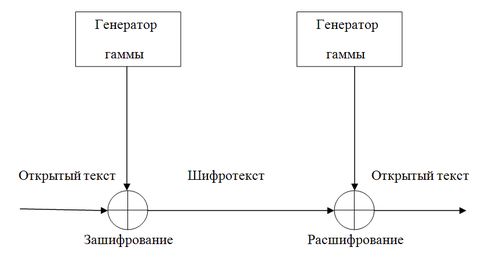 Генератор
гаммы
Генератор
гаммы
Открытый текст
Шифротекст
Открытый текст
Зашифрование
Расшифрование